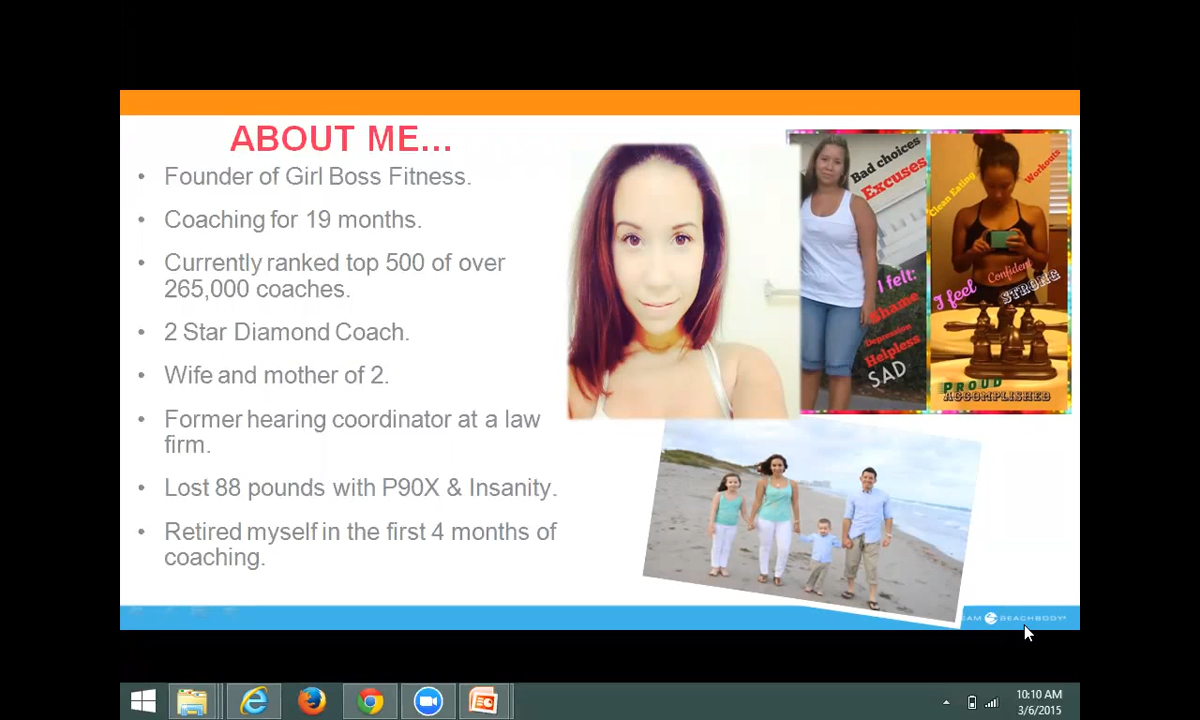 ABOUT ME...
• Founder of Girl Boss Fitness.
• Coaching for 19 months.
• Currently ranked top 500 of over
265,000 coaches.
• 2 Star Diamond Coach.
• Wife and mother of 2.
• Former hearing coordinator at a law
firm.
• Lost 88 pounds with P90X & Insanity.
• Retired myself in the first 4 months of
coaching.
Bad choices
Excuses
I felt:
Shame
Depression
Helpless
SAD
Clean Eating
Workouts
I feel
Confident
STRONG
PROUD
ACCOMPLISHED
EAM BEACHBODY
10:10 AM
3/6/2015